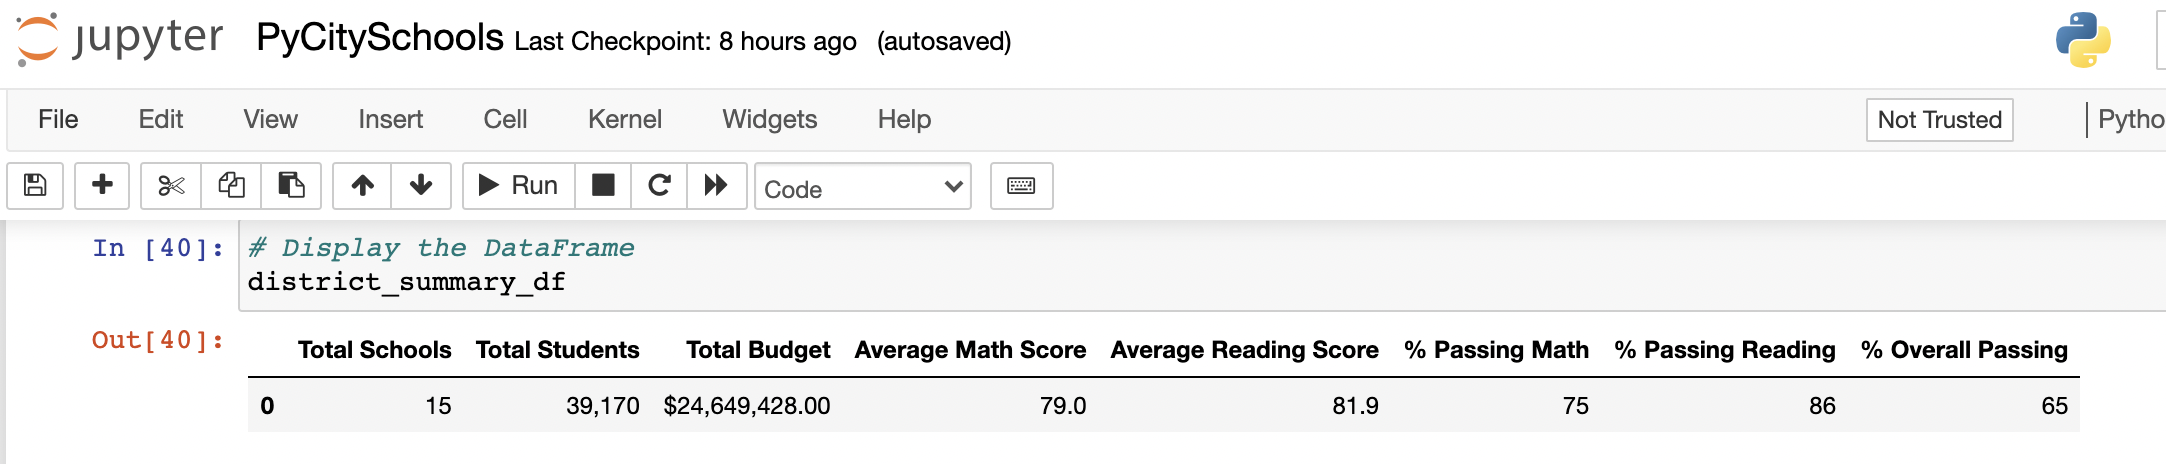 jupyter PyCitySchools Last Checkpoint: 8 hours ago (autosaved)
File Edit View Insert Cell Kernel Widgets Help Not Trusted Pytho
Run Code
In [40]: # Display the DataFrame
district_summary_df
Out[40]:
Total Schools Total Students Total Budget Average Math Score Average Reading Score % Passing Math % Passing Reading % Overall Passing
0 15 39,170 $24,649,428.00 79.0 81.9 75 86 65